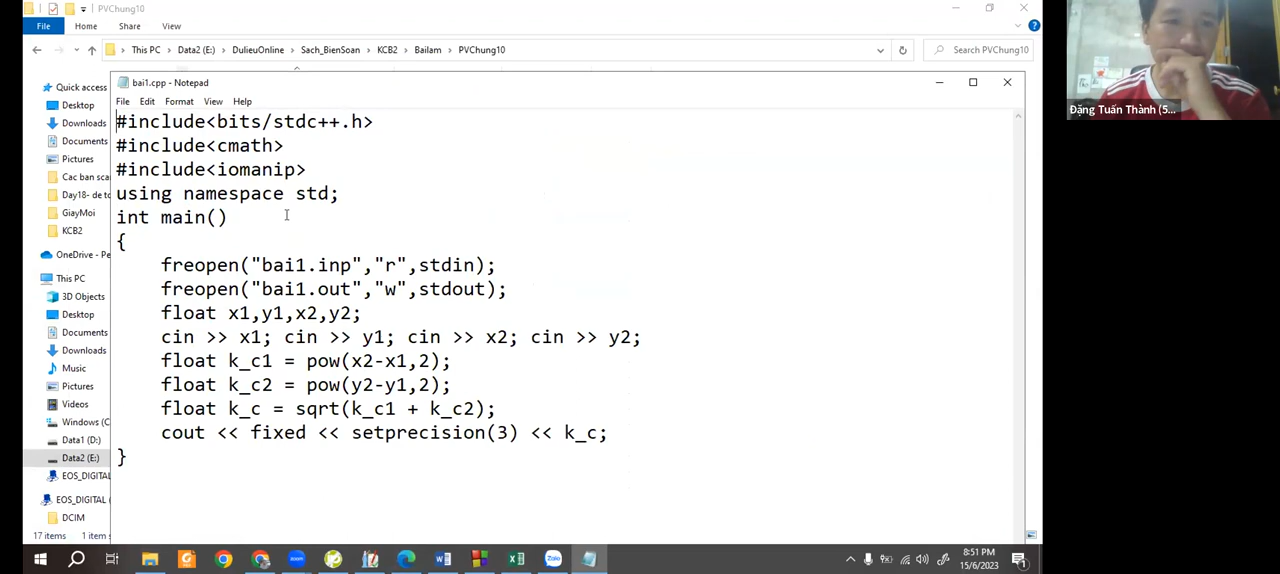 PVChung10
File
Home
Share
View
This PC
Data2 (E:)
DulieuOnline
Sach_BienSoan
KCB2
Bailam
PVChung10
Search PVChung10
bai1.cpp - Notepad
File Edit Format View Help
#include<bits/stdc++.h>
#include<cmath>
#include<iomanip>
using namespace std;
int main()
{
freopen("bai1.inp","r",stdin);
freopen("bai1.out","w",stdout);
float x1,y1,x2,y2;
cin >> x1; cin >> y1; cin >> x2; cin >> y2;
float k_c1 = pow(x2-x1,2);
float k_c2 = pow(y2-y1,2);
float k_c = sqrt(k_c1 + k_c2);
cout << fixed << setprecision(3) << k_c;
}
Quick access
Desktop
Downloads
Documents
Pictures
Cac ban scan
Day18- de to
GiayMoi
KCB2
OneDrive - Pe
This PC
3D Objects
Desktop
Documents
Downloads
Music
Pictures
Videos
Windows (C
Data1 (D:)
Data2 (E:)
EOS_DIGITAL
EOS_DIGITAL (
DCIM
17 items
1 item s
8:51 PM
15/6/2023
Đặng Tuấn Thành (5...